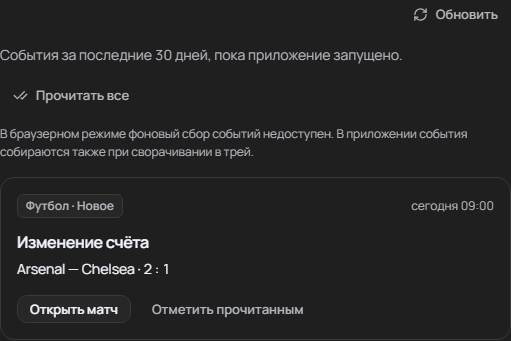 Обновить
События за последние 30 дней, пока приложение запущено.
Прочитать все
В браузерном режиме фоновый сбор событий недоступен. В приложении события
собираются также при сворачивании в трей.
Футбол · Новое
сегодня 09:00
Изменение счёта
Arsenal — Chelsea · 2 : 1
Открыть матч
Отметить прочитанным